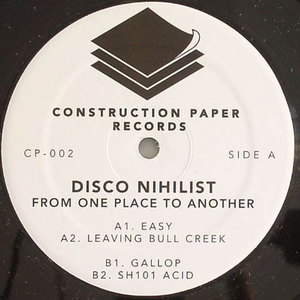 CONSTRUCTION PAPER
RECORDS
CP-002 SIDE A
DISCO NIHILIST
FROM ONE PLACE TO ANOTHER
A1. EASY
A2. LEAVING BULL CREEK
B1. GALLOP
B2. SH101 ACID